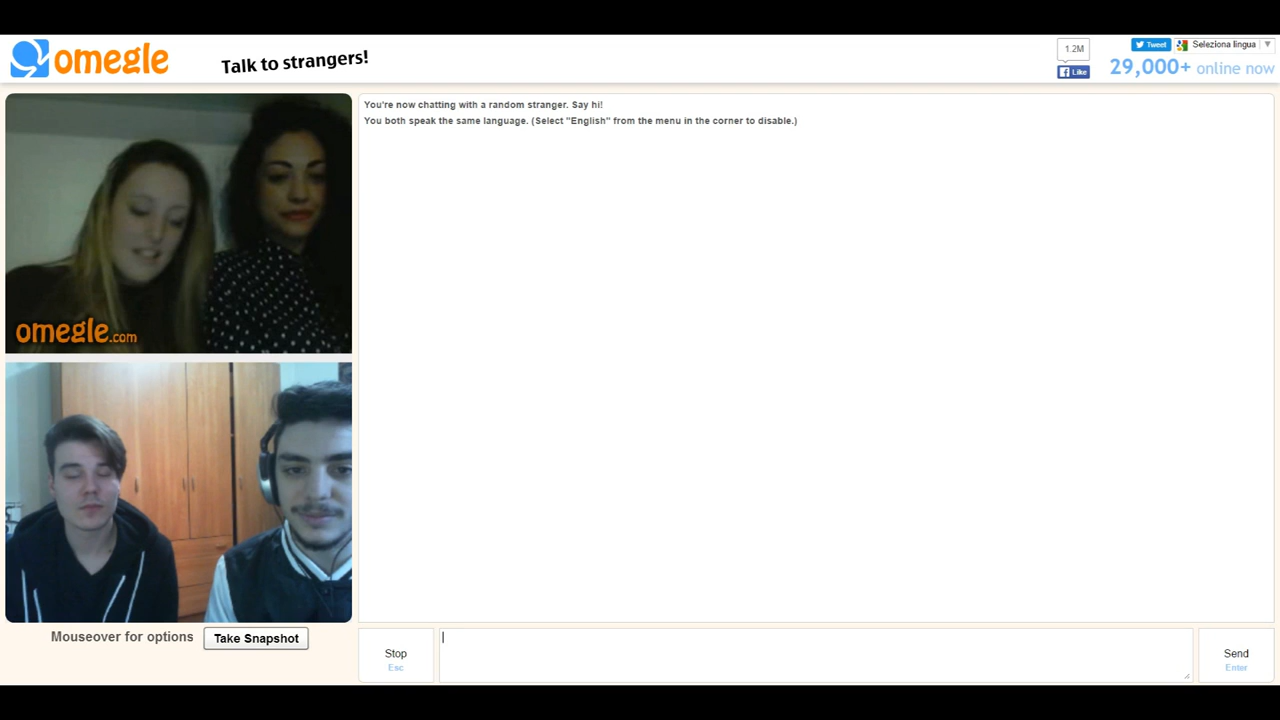 omegle
Talk to strangers!
1.2M
Like
Tweet
Seleziona lingua ▼
29,000+ online now
omegle.com
You're now chatting with a random stranger. Say hi!
You both speak the same language. (Select "English" from the menu in the corner to disable.)
Mouseover for options
Take Snapshot
Stop
Esc
Send
Enter